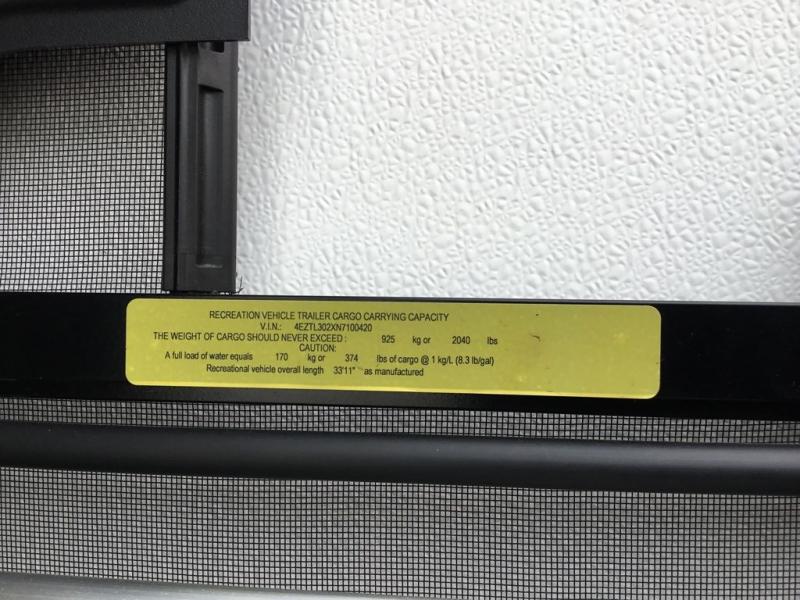 RECREATION VEHICLE TRAILER CARGO CARRYING CAPACITY
V.I.N.: 4EZTL302XN7100420
THE WEIGHT OF CARGO SHOULD NEVER EXCEED : 925 kg or 2040 lbs
CAUTION:
A full load of water equals 170 kg or 374 lbs of cargo @ 1 kg/L (8.3 lb/gal)
Recreational vehicle overall length 33'11" as manufactured